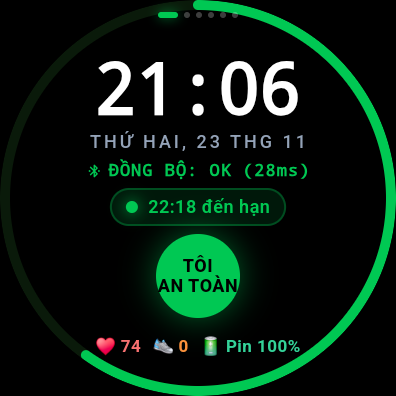 21:06
THỨ HAI, 23 THG 11
ĐỒNG BỘ: OK (28ms)
22:18 đến hạn
TÔI
AN TOÀN
74 0 Pin 100%